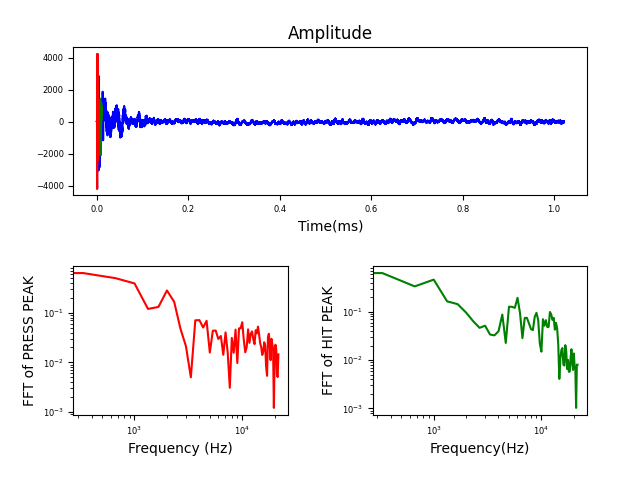 Amplitude
4000
2000
0
−2000
−4000
0.0 0.2 0.4 0.6 0.8 1.0
Time(ms)
FFT of PRESS PEAK
10⁻¹
10⁻²
10⁻³
10³ 10⁴
Frequency (Hz)
FFT of HIT PEAK
10⁻¹
10⁻²
10⁻³
10³ 10⁴
Frequency(Hz)